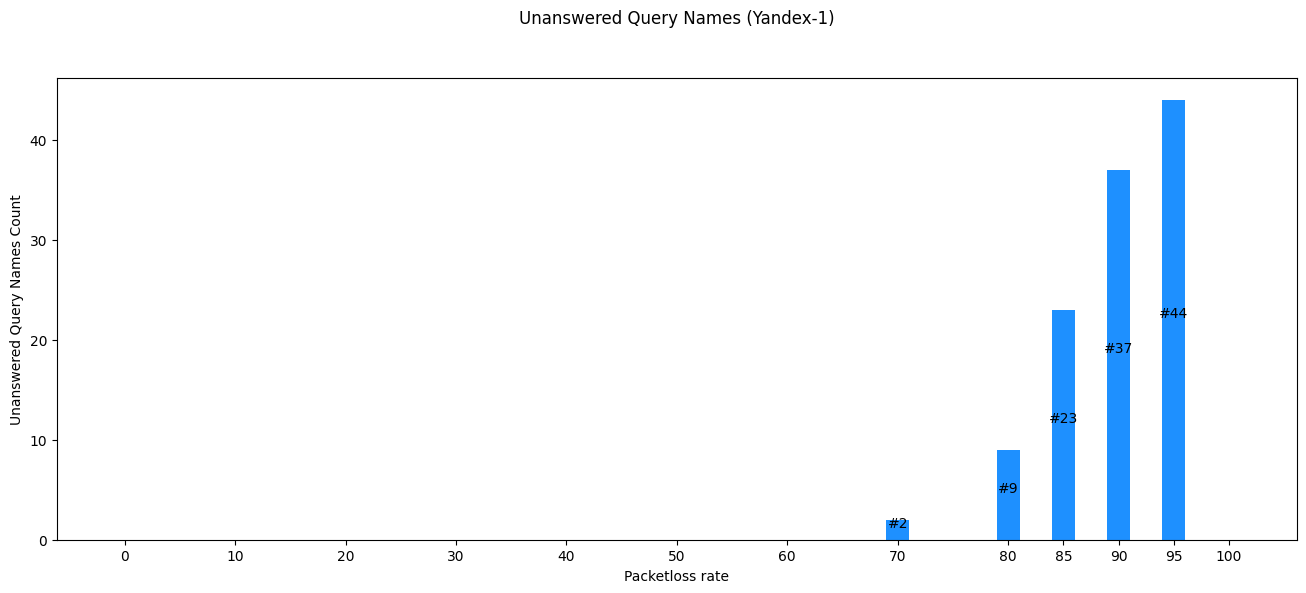 Unanswered Query Names (Yandex-1)
Unanswered Query Names Count
40
30
20
10
0
#2
#9
#23
#37
#44
0 10 20 30 40 50 60 70 80 85 90 95 100
Packetloss rate